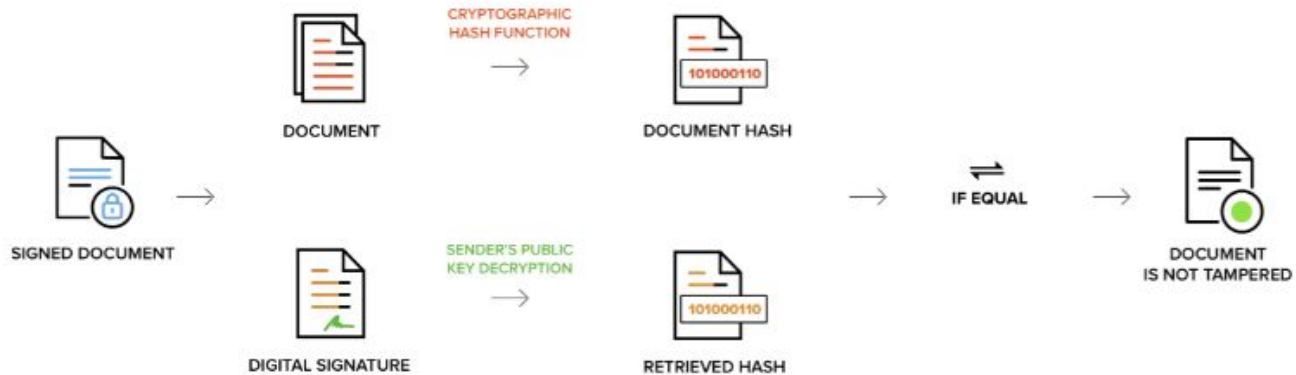 CRYPTOGRAPHIC
HASH FUNCTION
101000110
DOCUMENT
DOCUMENT HASH
SIGNED DOCUMENT
IF EQUAL
DOCUMENT
IS NOT TAMPERED
SENDER'S PUBLIC
KEY DECRYPTION
101000110
DIGITAL SIGNATURE
RETRIEVED HASH